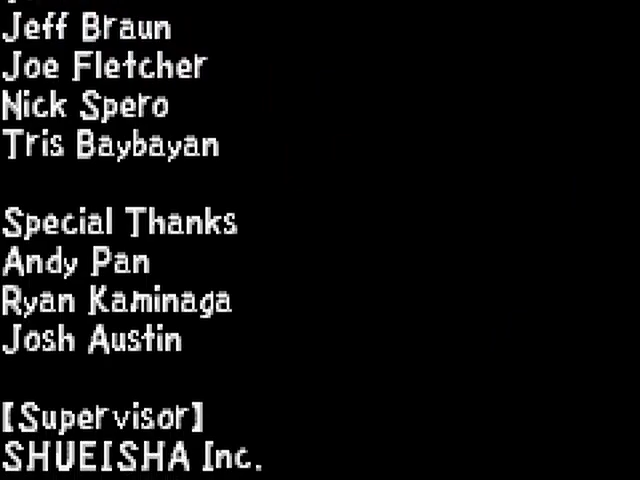 Jeff Braun
Joe Fletcher
Nick Spero
Tris Baybayan
Special Thanks
Andy Pan
Ryan Kaminaga
Josh Austin
[Supervisor]
SHUEISHA Inc.